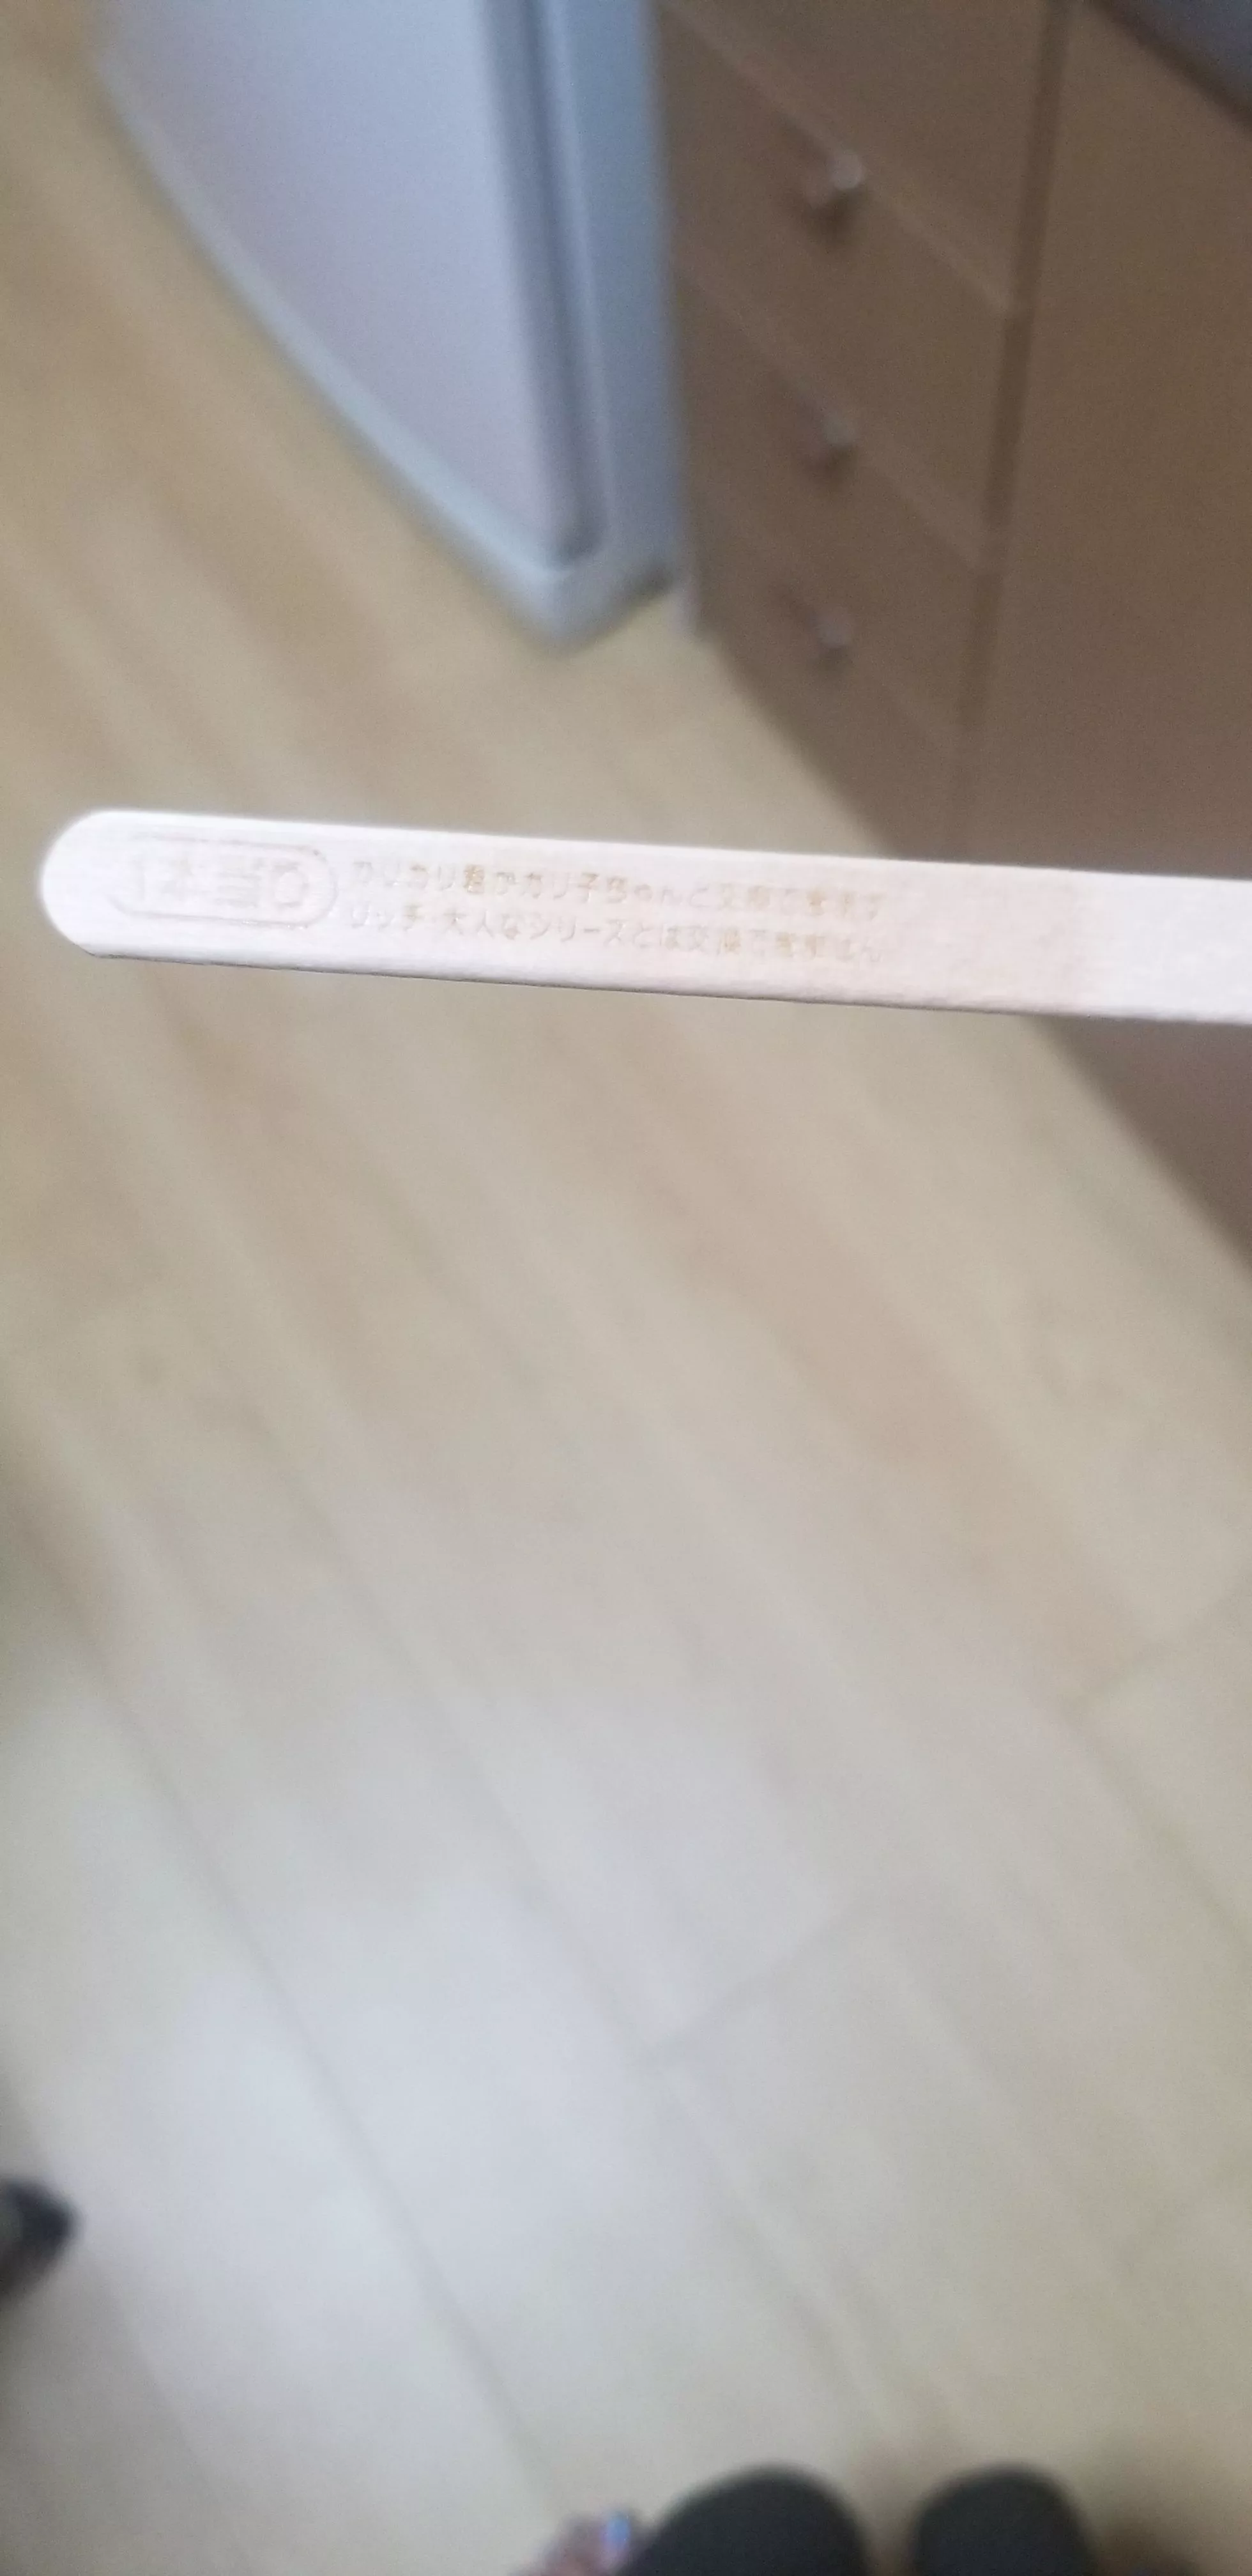 1本当り
ガリガリ君かガリ子ちゃんと交換できます
リッチ・大人なシリーズとは交換できません